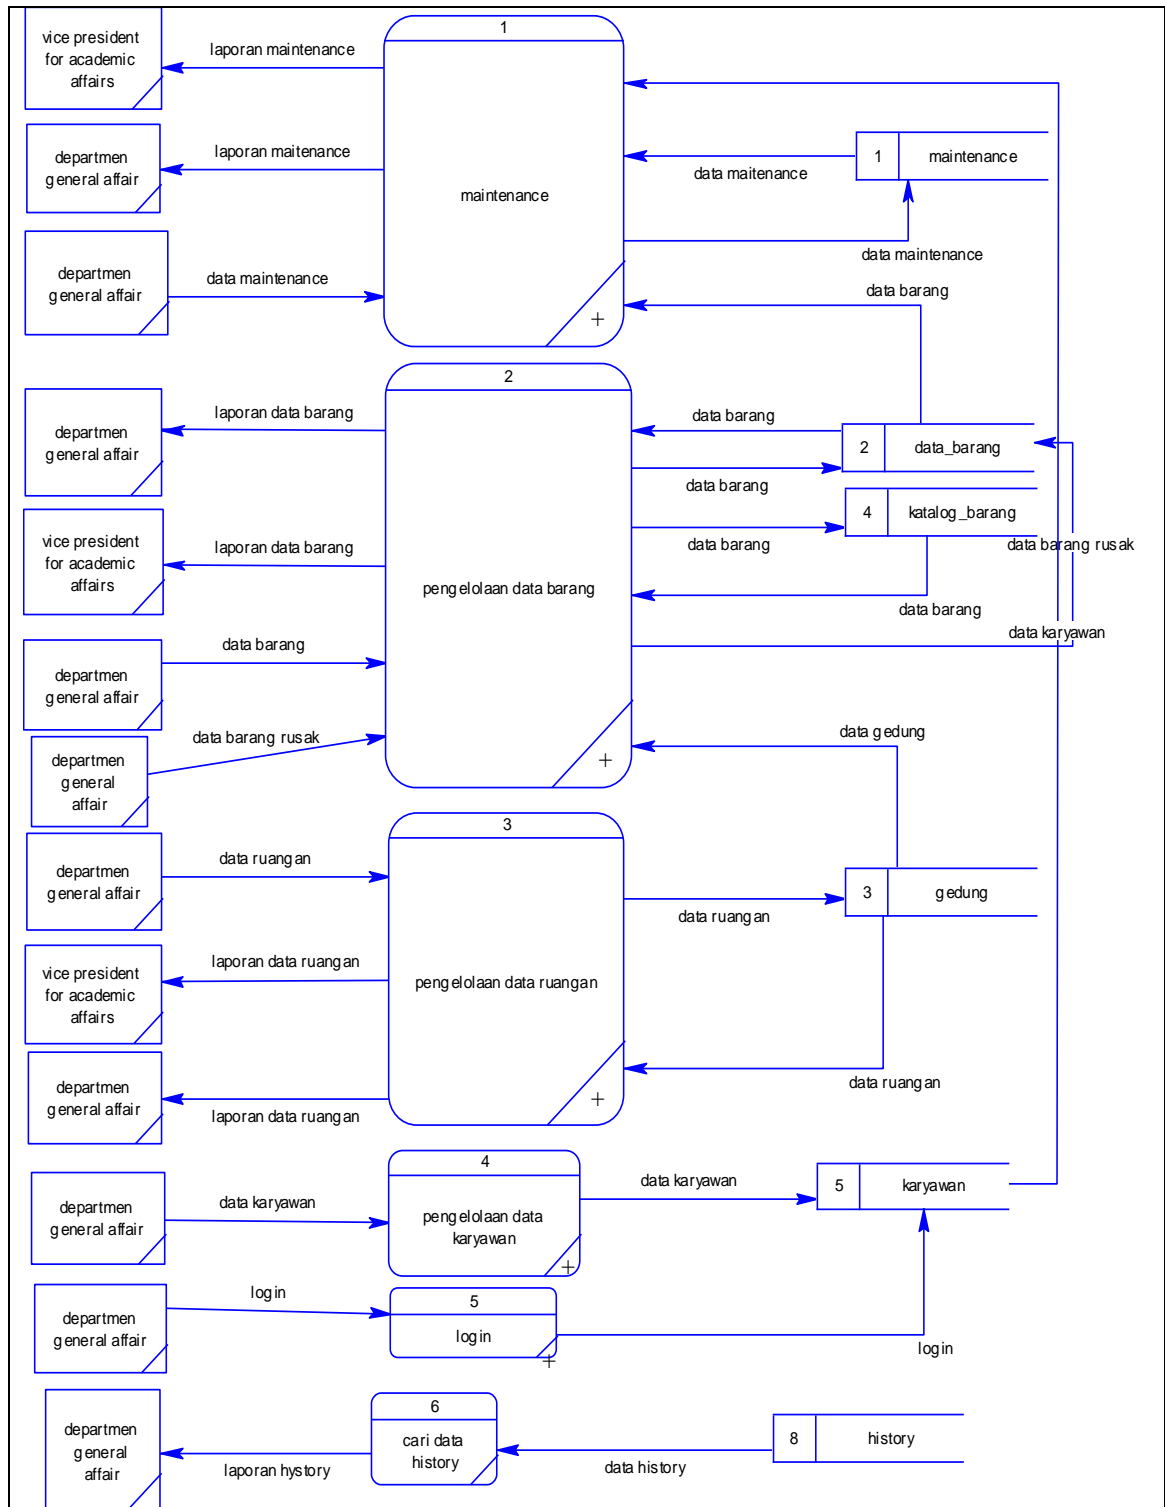 vice president
for academic
affairs
laporan maintenance
1
maintenance
departmen
general affair
laporan maitenance
data maitenance
1
maintenance
data maintenance
departmen
general affair
data maintenance
data barang
+
2
pengelolaan data barang
departmen
general affair
laporan data barang
data barang
2
data_barang
data barang
4
katalog_barang
data barang
data barang rusak
vice president
for academic
affairs
laporan data barang
data barang
data karyawan
departmen
general affair
data barang
departmen
general
affair
data barang rusak
data gedung
+
3
pengelolaan data ruangan
departmen
general affair
data ruangan
data ruangan
3
gedung
vice president
for academic
affairs
laporan data ruangan
data ruangan
departmen
general affair
laporan data ruangan
+
4
pengelolaan data
karyawan
+
departmen
general affair
data karyawan
data karyawan
5
karyawan
departmen
general affair
login
5
login
+
login
departmen
general
affair
laporan hystory
6
cari data
history
data history
8
history